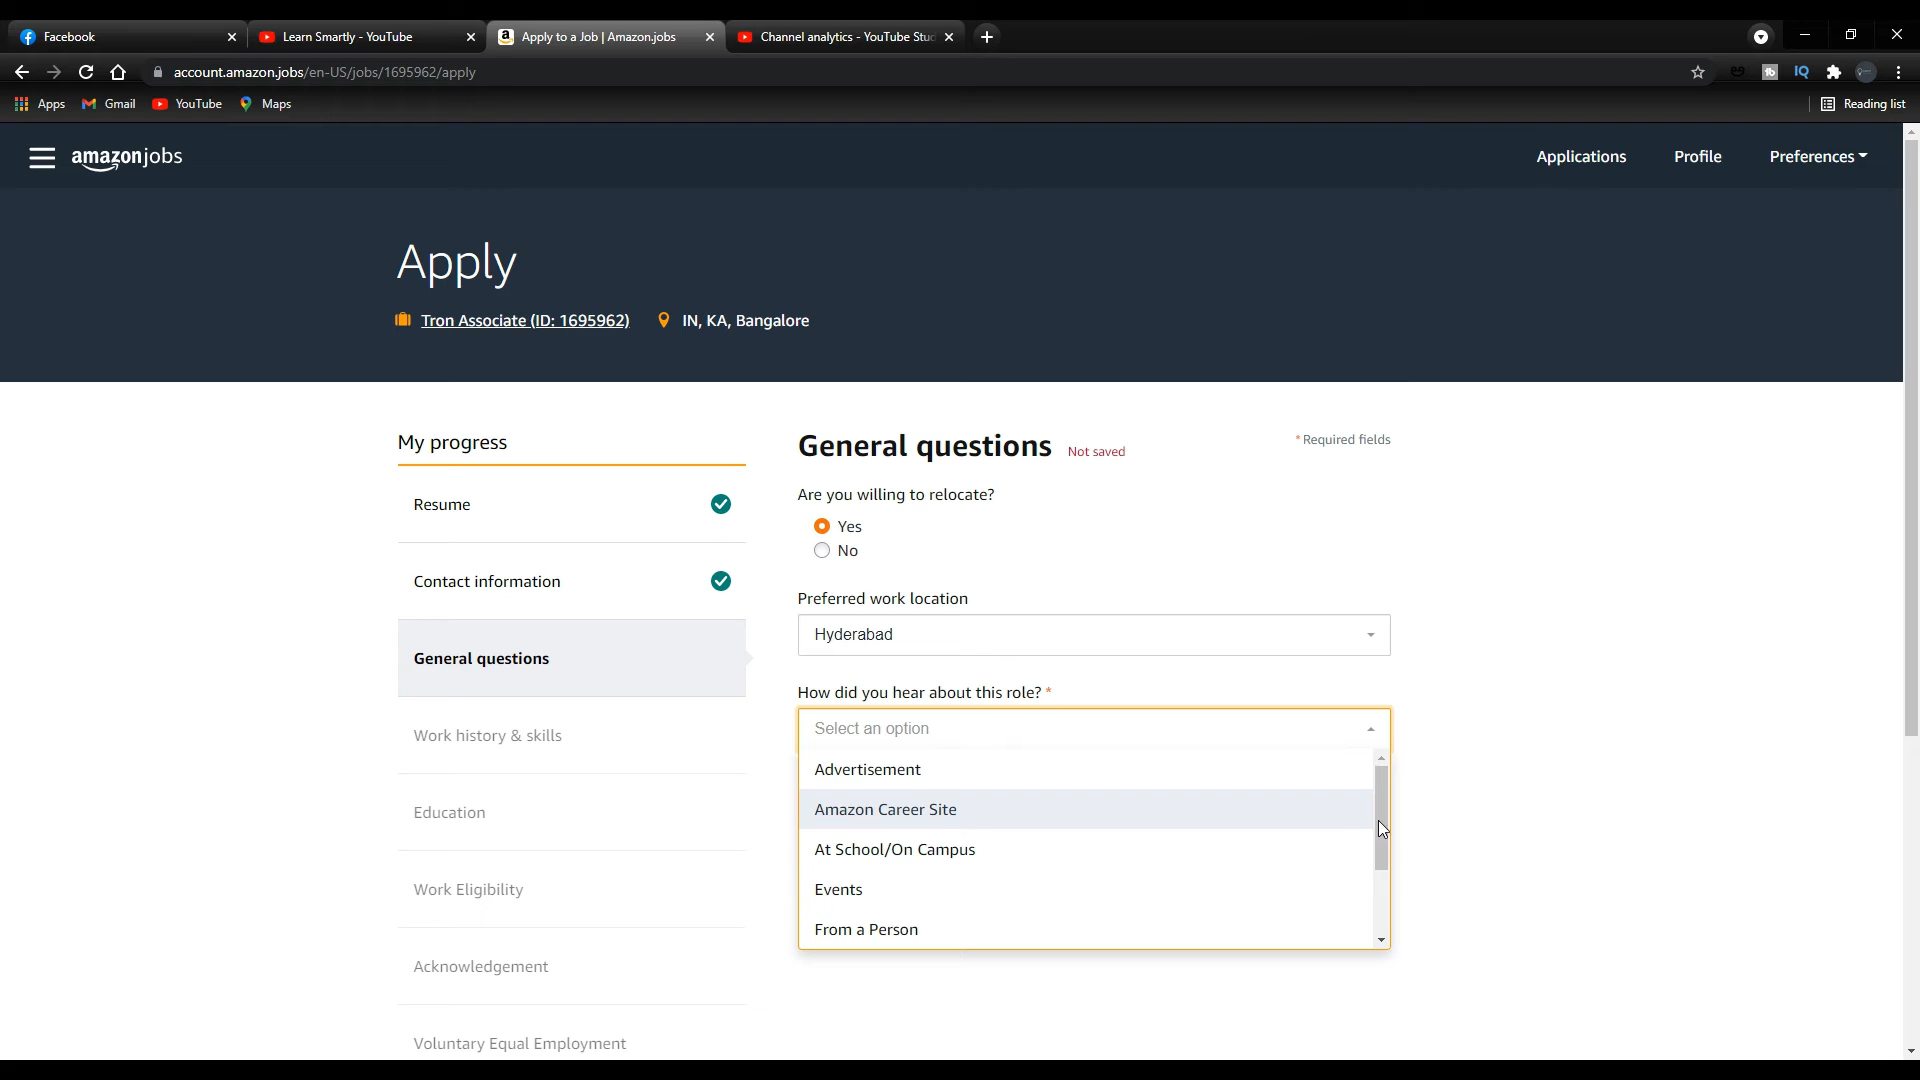 Facebook
Learn Smartly - YouTube
Apply to a Job | Amazon.jobs
Channel analytics - YouTube Stu
account.amazon.jobs/en-US/jobs/1695962/apply
IQ
Apps
Gmail
YouTube
Maps
Reading list
amazonjobs
Applications
Profile
Preferences
Apply
Tron Associate (ID: 1695962)
IN, KA, Bangalore
My progress
Resume
Contact information
General questions
Work history & skills
Education
Work Eligibility
Acknowledgement
Voluntary Equal Employment
General questions
Not saved
* Required fields
Are you willing to relocate?
Yes
No
Preferred work location
Hyderabad
How did you hear about this role? *
Select an option
Advertisement
Amazon Career Site
At School/On Campus
Events
From a Person